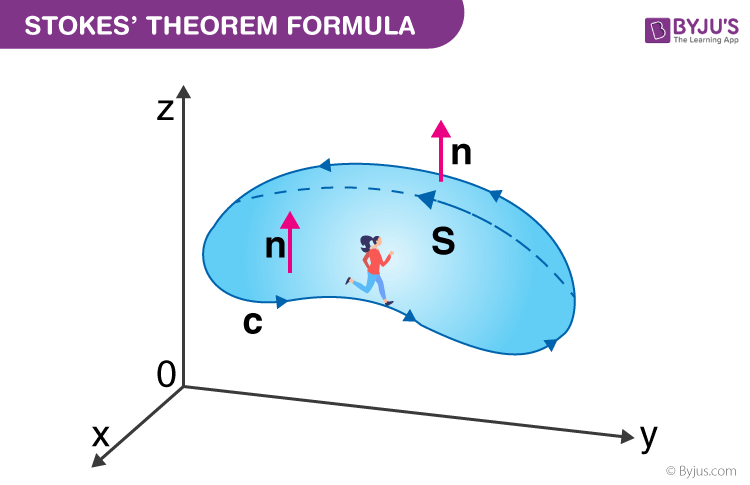 STOKES' THEOREM FORMULA
BYJU'S
The Learning App
z
n
n
S
c
0
x
y
© Byjus.com